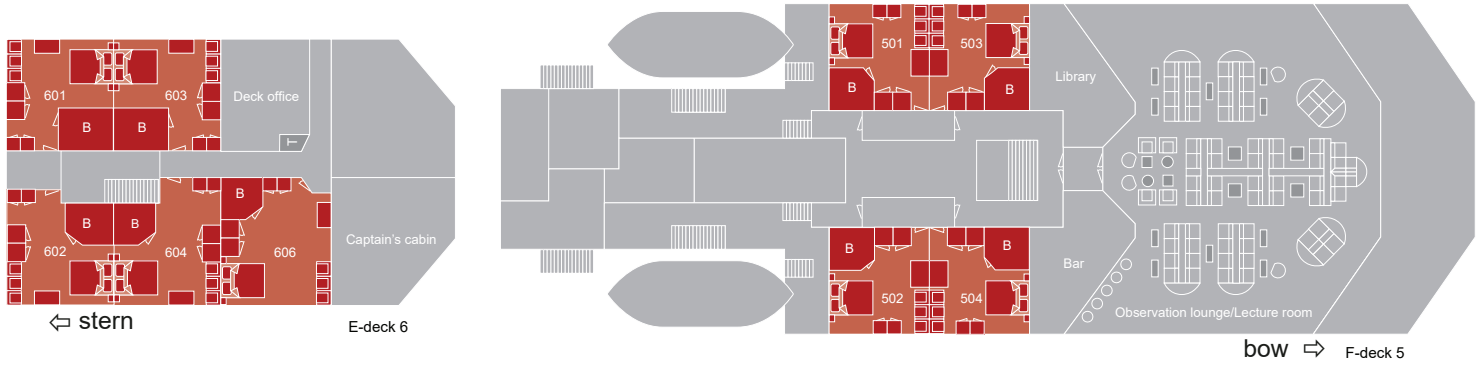 601
603
B
B
Deck office
T
B
B
B
602
604
606
Captain's cabin
⇦ stern
E-deck 6
501
503
B
B
Library
B
B
502
504
Bar
Observation lounge/Lecture room
bow ⇨
F-deck 5